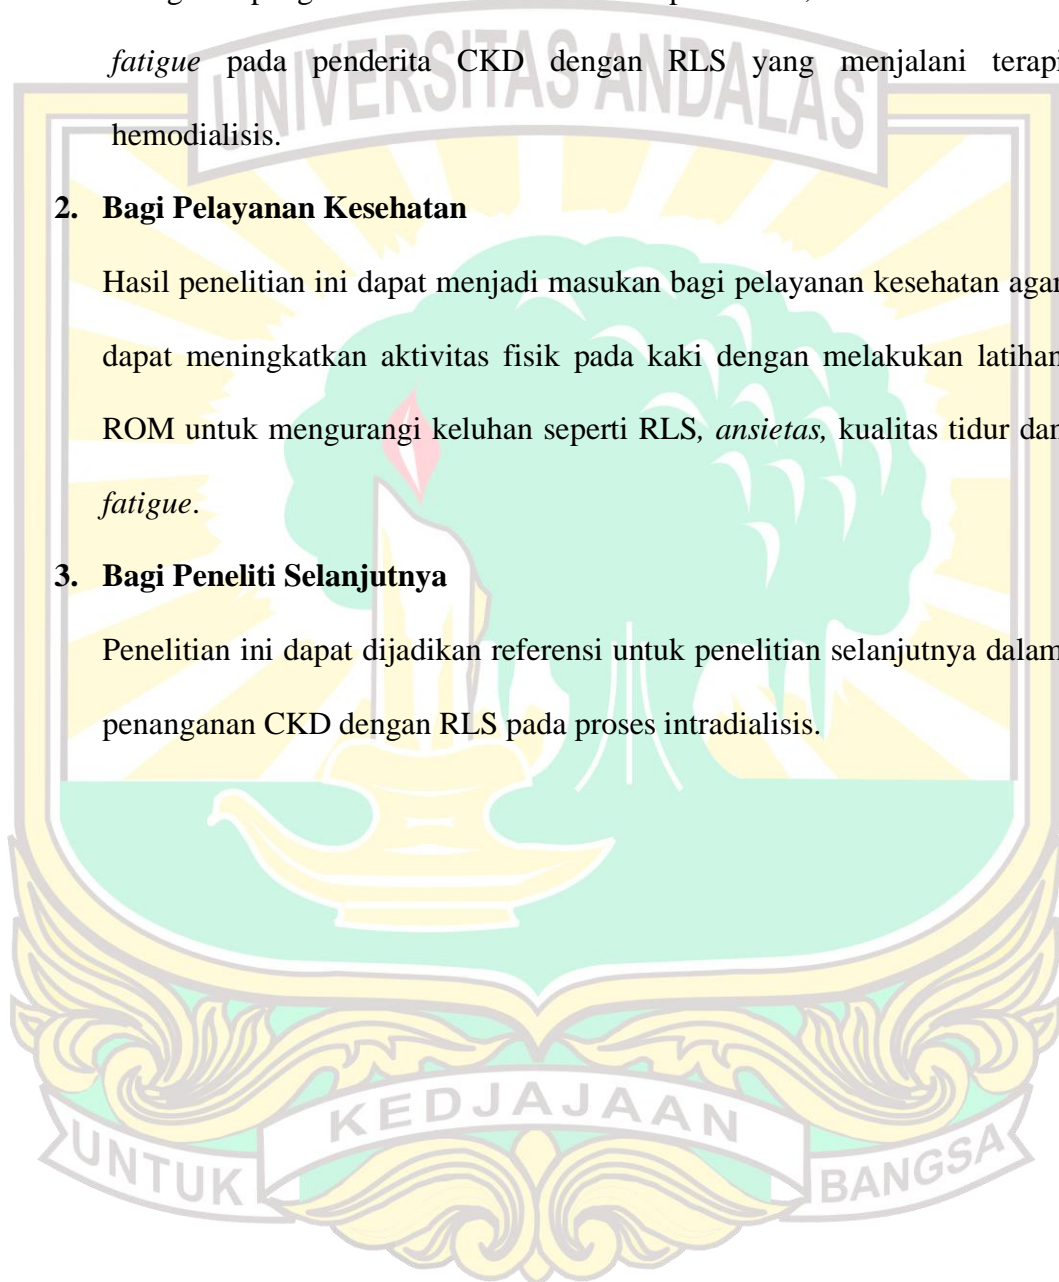 UNIVERSITAS ANDALAS
fatigue pada penderita CKD dengan RLS yang menjalani terapi
hemodialisis.
2. Bagi Pelayanan Kesehatan
Hasil penelitian ini dapat menjadi masukan bagi pelayanan kesehatan agar
dapat meningkatkan aktivitas fisik pada kaki dengan melakukan latihan
ROM untuk mengurangi keluhan seperti RLS, ansietas, kualitas tidur dan
fatigue.
3. Bagi Peneliti Selanjutnya
Penelitian ini dapat dijadikan referensi untuk penelitian selanjutnya dalam
penanganan CKD dengan RLS pada proses intradialisis.
UNTUK KEDJAJAAN BANGSA